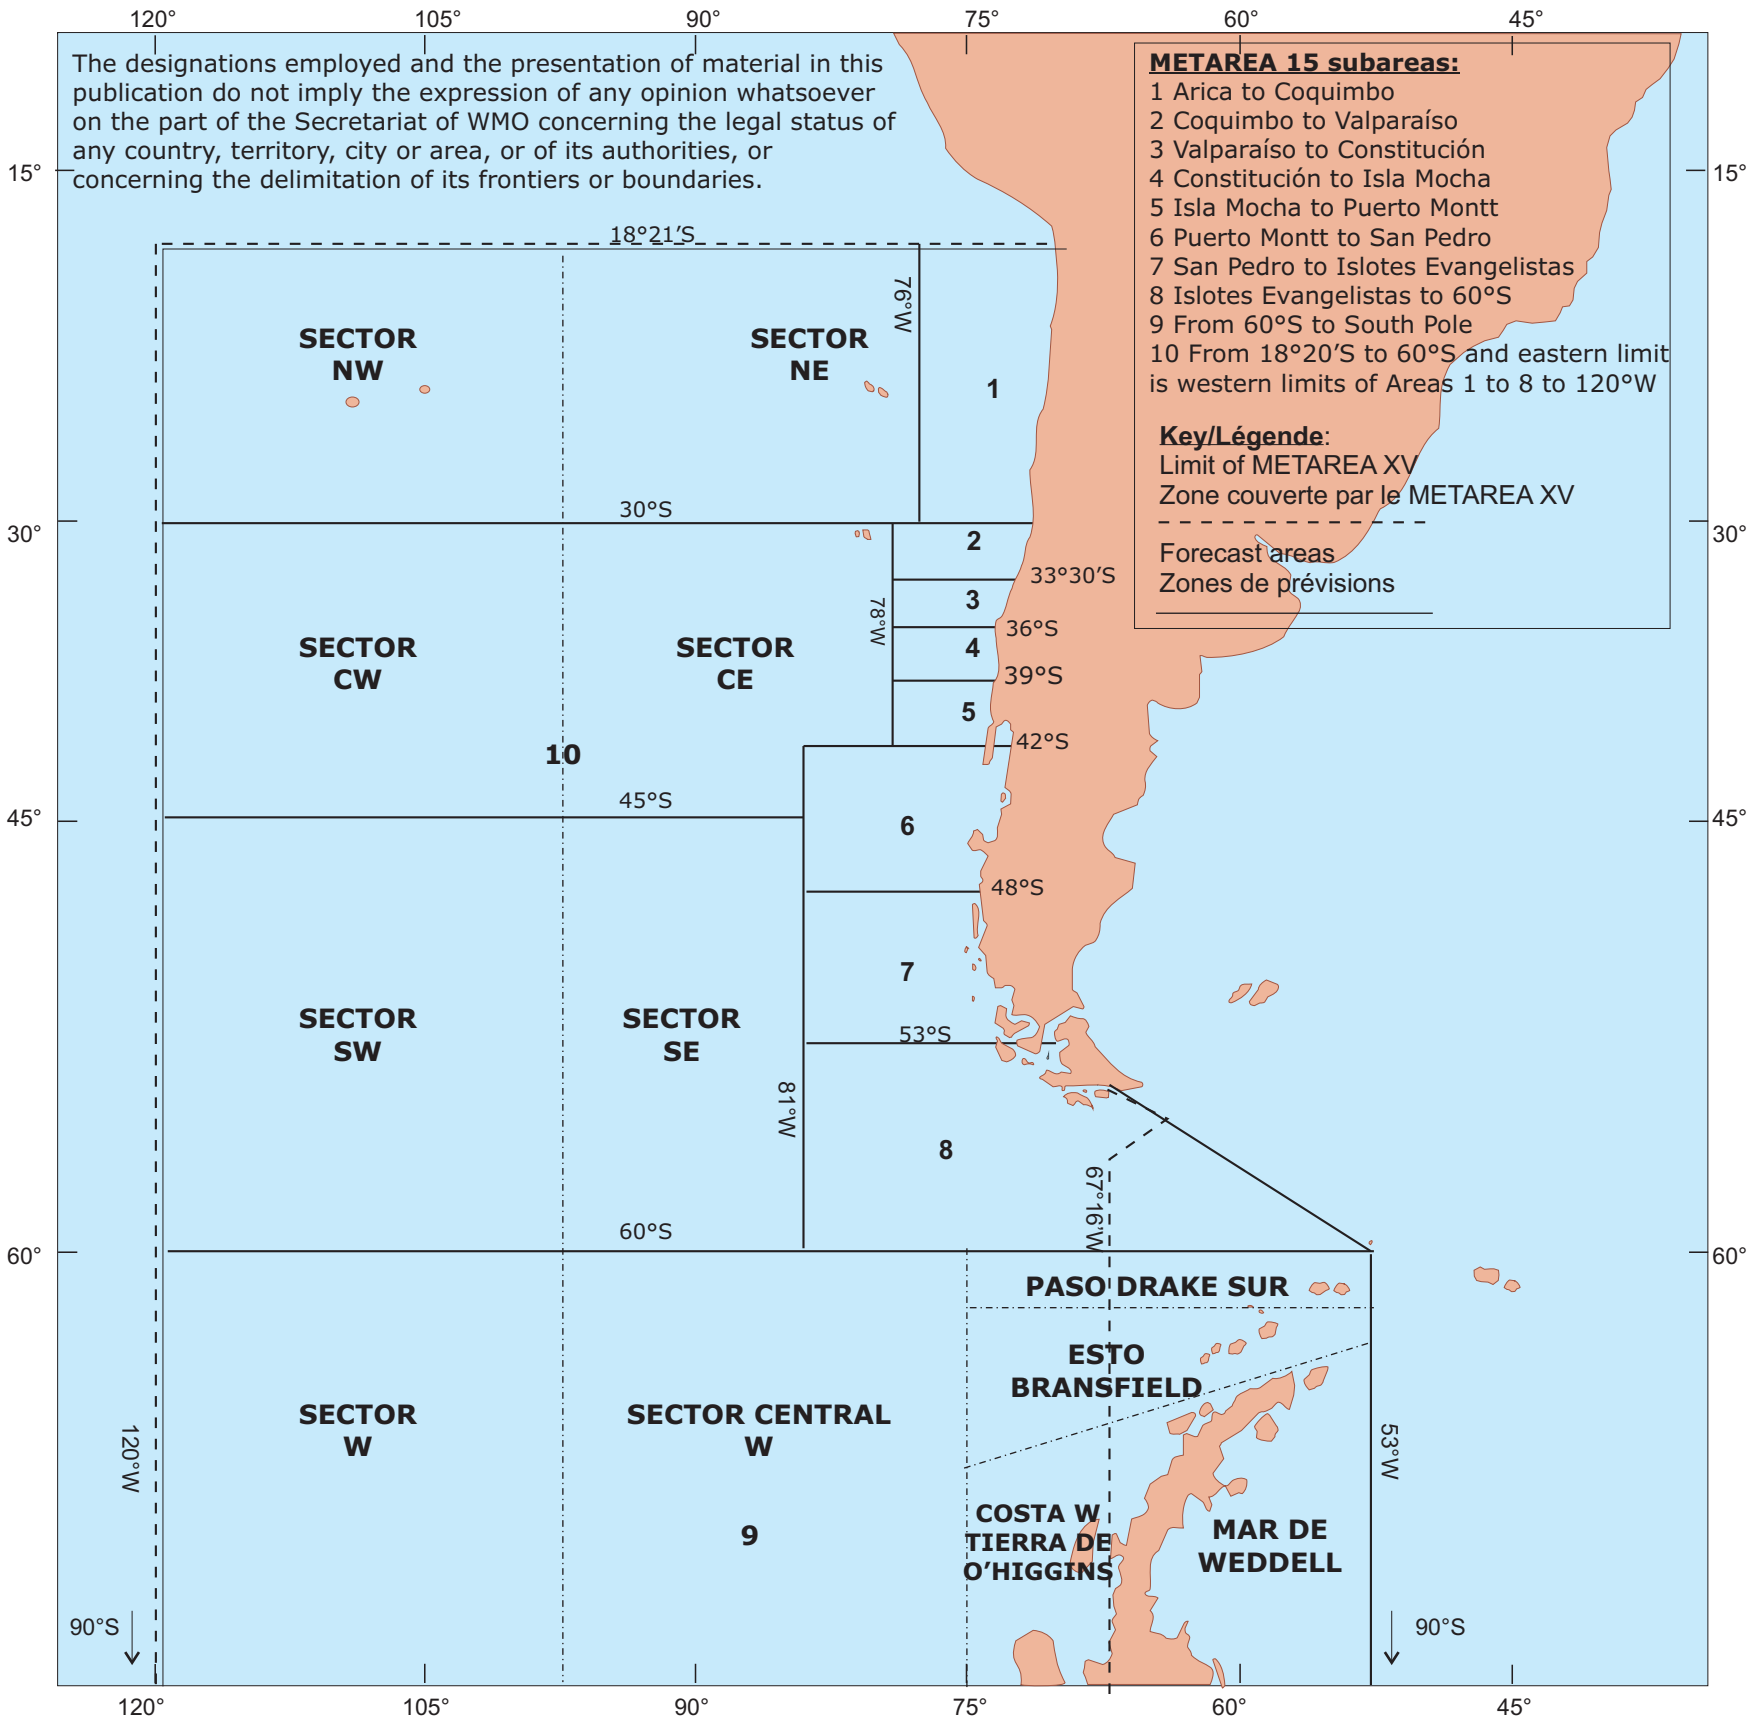 120°
105°
90°
75°
60°
45°
The designations employed and the presentation of material in this
publication do not imply the expression of any opinion whatsoever
on the part of the Secretariat of WMO concerning the legal status of
any country, territory, city or area, or of its authorities, or
concerning the delimitation of its frontiers or boundaries.
METAREA 15 subareas:
1 Arica to Coquimbo
2 Coquimbo to Valparaíso
3 Valparaíso to Constitución
4 Constitución to Isla Mocha
5 Isla Mocha to Puerto Montt
6 Puerto Montt to San Pedro
7 San Pedro to Islotes Evangelistas
8 Islotes Evangelistas to 60°S
9 From 60°S to South Pole
10 From 18°20’S to 60°S and eastern limit
is western limits of Areas 1 to 8 to 120°W
Key/Légende:
Limit of METAREA XV
Zone couverte par le METAREA XV
Forecast areas
Zones de prévisions
15°
15°
18°21’S
76°W
SECTOR
NW
SECTOR
NE
1
30°S
30°
30°
2
33°30’S
78°W
3
36°S
SECTOR
CW
SECTOR
CE
4
39°S
5
42°S
10
45°S
45°
45°
6
48°S
7
SECTOR
SW
SECTOR
SE
53°S
81°W
8
67°16’W
60°S
60°
60°
PASO DRAKE SUR
ESTO
BRANSFIELD
SECTOR
W
SECTOR CENTRAL
W
120°W
53°W
COSTA W
TIERRA DE
O’HIGGINS
MAR DE
WEDDELL
9
90°S
90°S
120°
105°
90°
75°
60°
45°